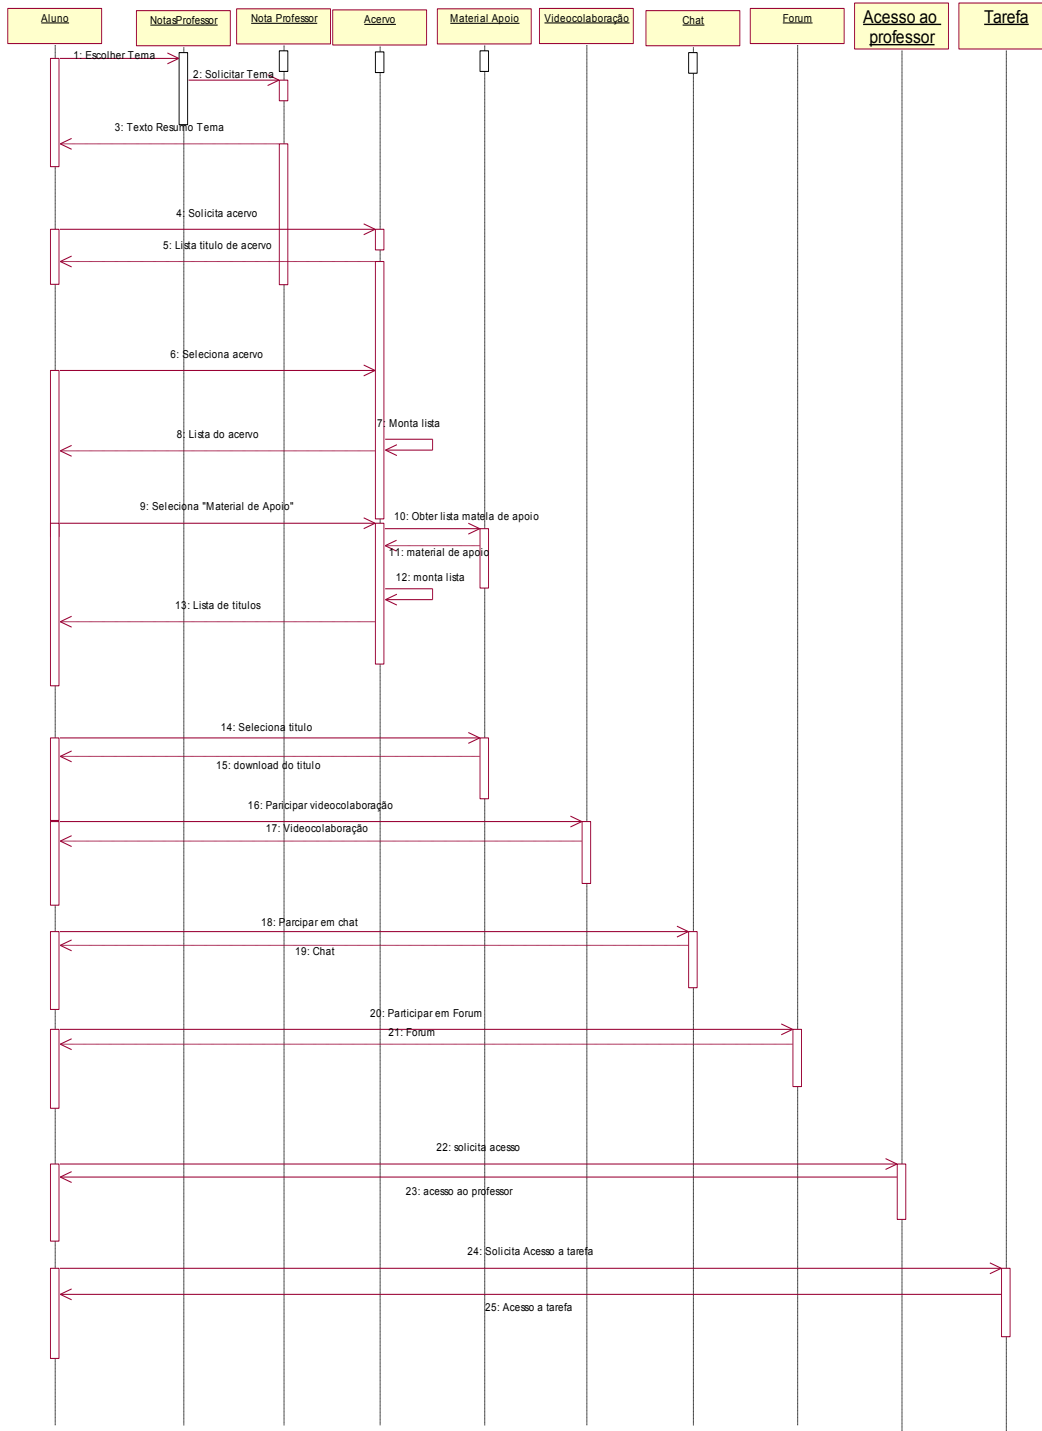 Aluno
NotasProfessor
Nota Professor
Acervo
Material Apoio
Videocolaboração
Chat
Forum
Acesso ao
professor
Tarefa
1: Escolher Tema
2: Solicitar Tema
3: Texto Resumo Tema
4: Solicita acervo
5: Lista titulo de acervo
6: Seleciona acervo
7: Monta lista
8: Lista do acervo
9: Seleciona "Material de Apoio"
10: Obter lista matela de apoio
11: material de apoio
12: monta lista
13: Lista de titulos
14: Seleciona titulo
15: download do titulo
16: Paricipar videocolaboração
17: Videocolaboração
18: Parcipar em chat
19: Chat
20: Participar em Forum
21: Forum
22: solicita acesso
23: acesso ao professor
24: Solicita Acesso a tarefa
25: Acesso a tarefa